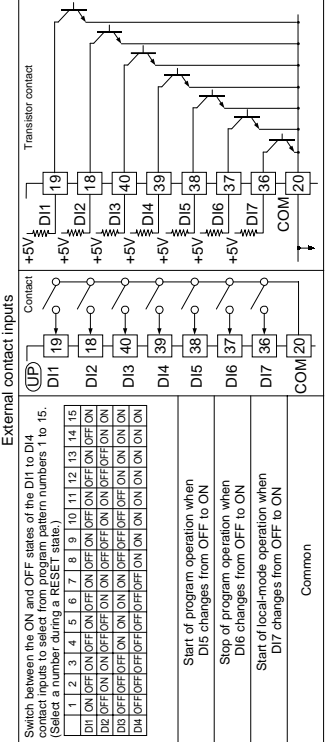 External contact inputs
Switch between the ON and OFF states of the DI1 to DI4
contact inputs to select from program pattern numbers 1 to 15.
(Select a number during a RESET state.)
1 2 3 4 5 6 7 8 9 10 11 12 13 14 15
DI1 ON OFF ON OFF ON OFF ON OFF ON OFF ON OFF ON OFF ON
DI2 OFF ON ON OFF OFF ON ON OFF OFF ON ON OFF OFF ON ON
DI3 OFF OFF OFF ON ON ON ON OFF OFF OFF OFF ON ON ON ON
DI4 OFF OFF OFF OFF OFF OFF OFF ON ON ON ON ON ON ON ON
Start of program operation when
DI5 changes from OFF to ON
Stop of program operation when
DI6 changes from OFF to ON
Start of local-mode operation when
DI7 changes from OFF to ON
Common
UP
Contact
DI1 19
DI2 18
DI3 40
DI4 39
DI5 38
DI6 37
DI7 36
COM 20
Transistor contact
+5V DI1 19
+5V DI2 18
+5V DI3 40
+5V DI4 39
+5V DI5 38
+5V DI6 37
+5V DI7 36
COM 20